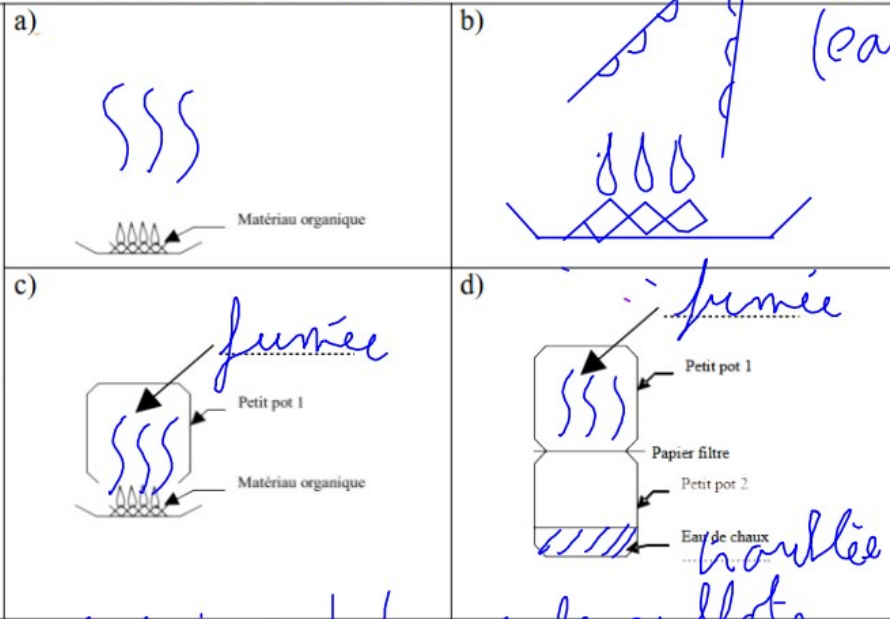 a)
Matériau organique
b)
(ea
c)
fumée
Petit pot 1
Matériau organique
d)
fumée
Petit pot 1
Papier filtre
Petit pot 2
Eau de chaux